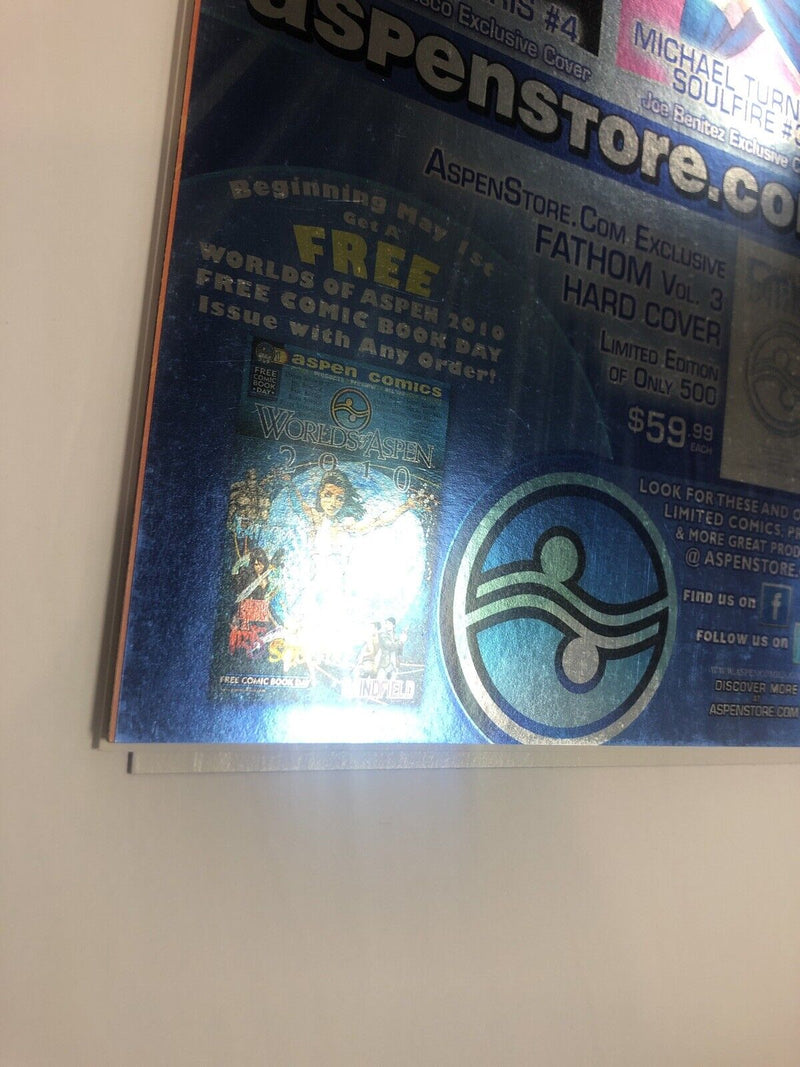 #4
Exclusive Cover
MICHAEL TURN
SOULFIRE #
Joe Benitez Exclusive C
aspenstore.co
Beginning May 1st
Get A
FREE
WORLDS OF ASPEN 2010
FREE COMIC BOOK DAY
Issue with Any Order!
ASPENSTORE.COM EXCLUSIVE
FATHOM VOL. 3
HARD COVER
LIMITED EDITION
OF ONLY 500
$59.99
EACH
FREE
COMIC
BOOK
DAY
aspen comics
WORLDS OF ASPEN
2010
FREE COMIC BOOK DAY
LOOK FOR THESE AND O
LIMITED COMICS, PR
& MORE GREAT PROD
@ ASPENSTORE.
FIND US ON f
FOLLOW US ON
DISCOVER MORE
AT
ASPENSTORE.COM